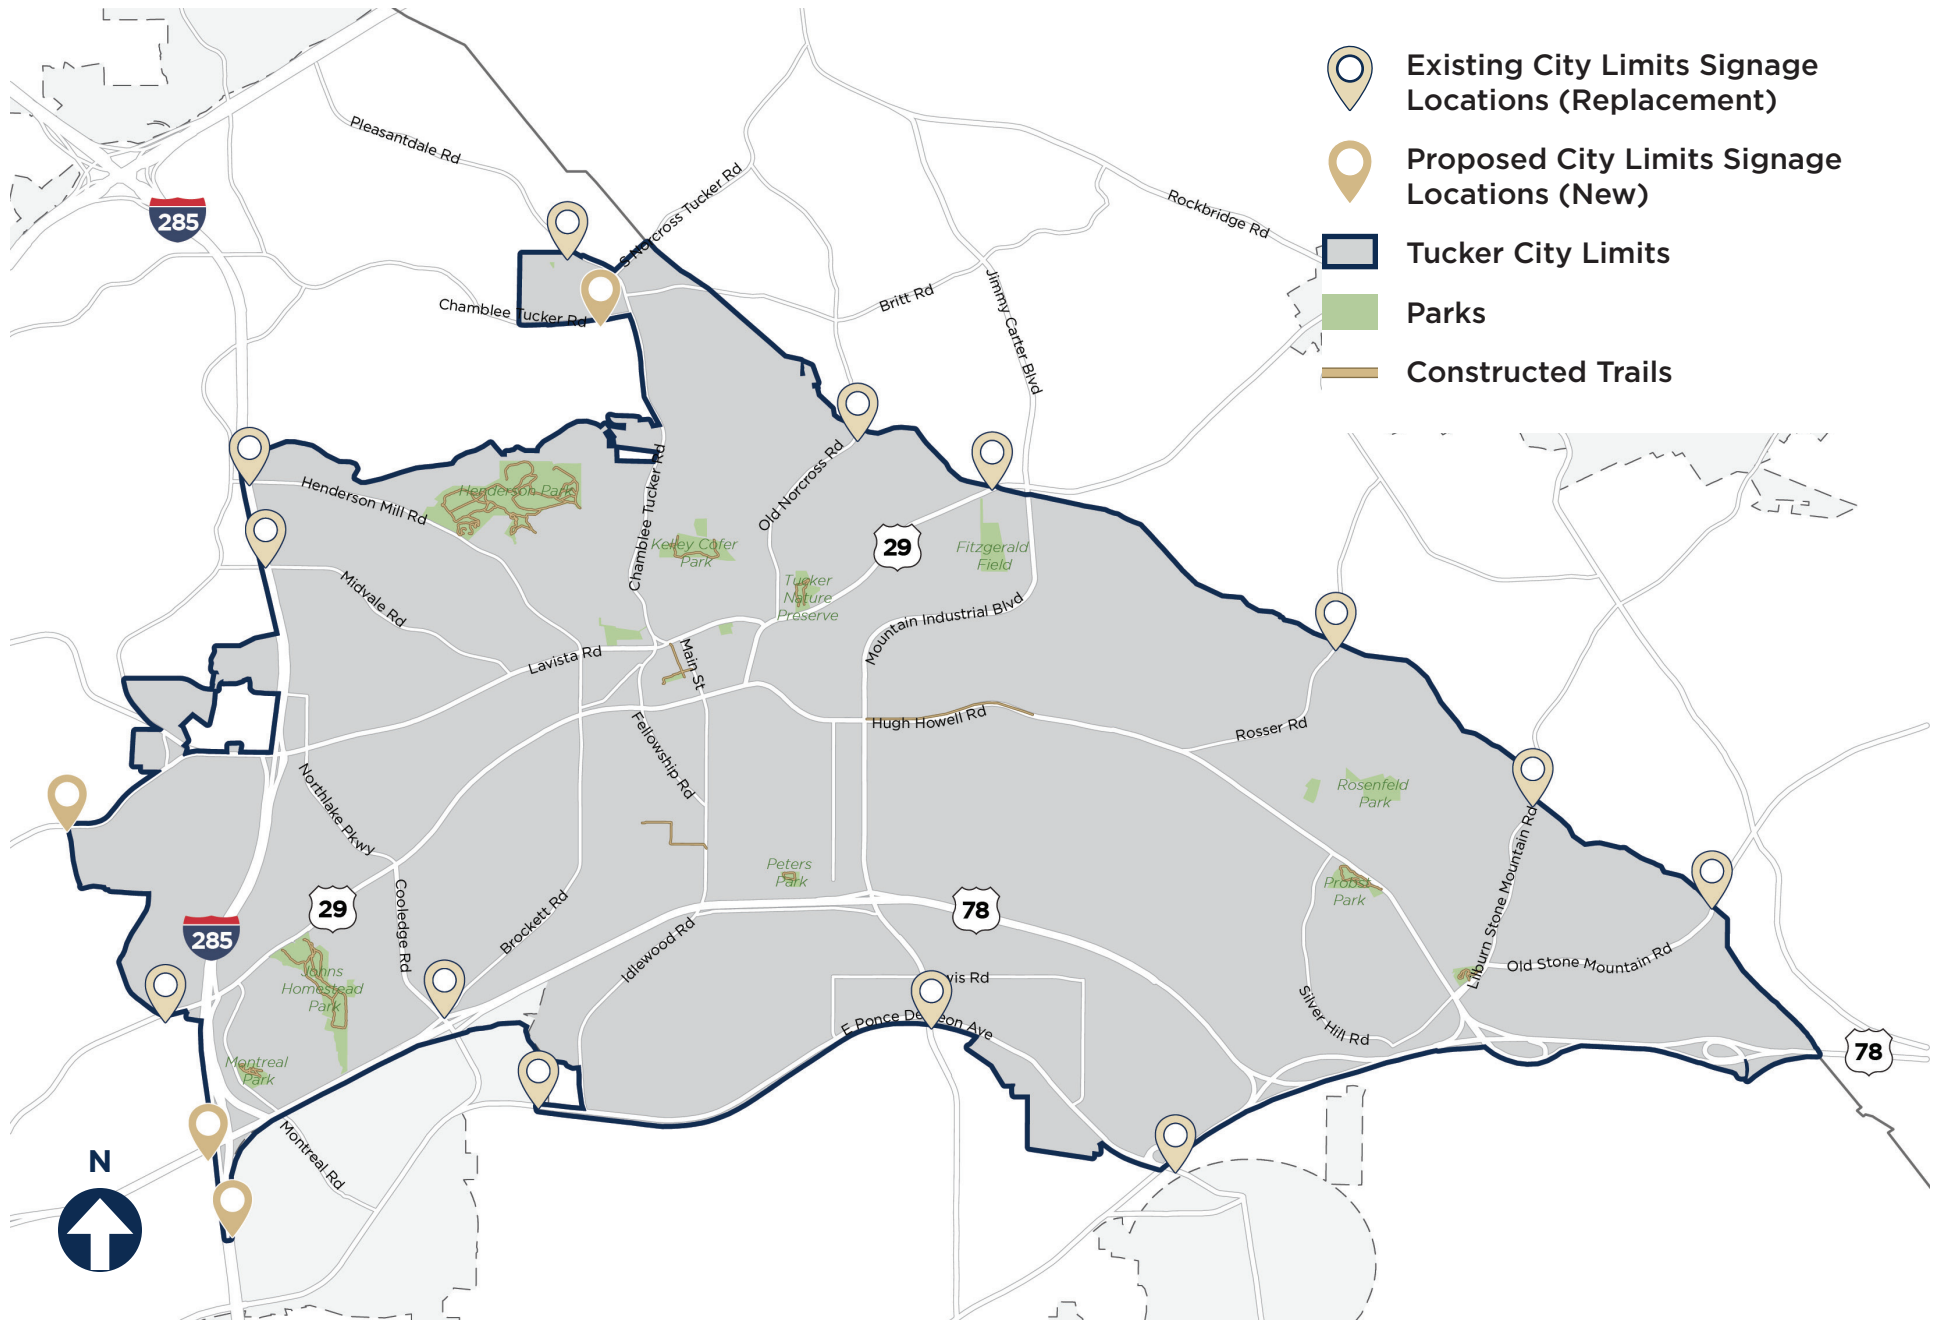 Existing City Limits Signage
Locations (Replacement)
Proposed City Limits Signage
Locations (New)
Tucker City Limits
Parks
Constructed Trails
Pleasantdale Rd
285
S Norcross Tucker Rd
Rockbridge Rd
Chamblee Tucker Rd
Britt Rd
Jimmy Carter Blvd
Henderson Mill Rd
Henderson Park
Chamblee Tucker Rd
Old Norcross Rd
29
Kelley Cofer
Park
Fitzgerald
Field
Tucker
Nature
Preserve
Midvale Rd
Mountain Industrial Blvd
Lavista Rd
Main St
Hugh Howell Rd
Rosser Rd
Fellowship Rd
Northlake Pkwy
Rosenfeld
Park
Peters
Park
Probst
Park
Lilburn Stone Mountain Rd
29
78
285
Cooledge Rd
Brockett Rd
Idlewood Rd
Old Stone Mountain Rd
Johns
Homestead
Park
Silver Hill Rd
E Ponce De Leon Ave
Montreal
Park
78
Montreal Rd
N